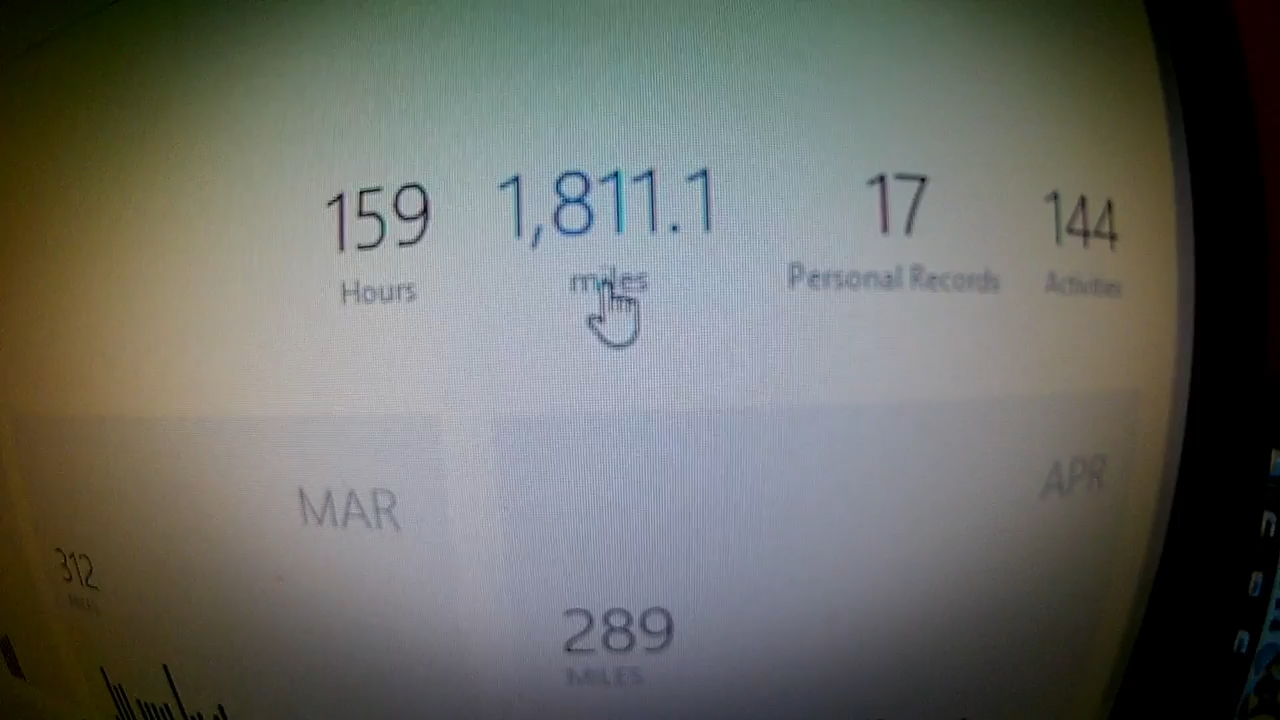 159 1,811.1 17 144
Hours miles Personal Records Activities
MAR APR
312
289
MILES